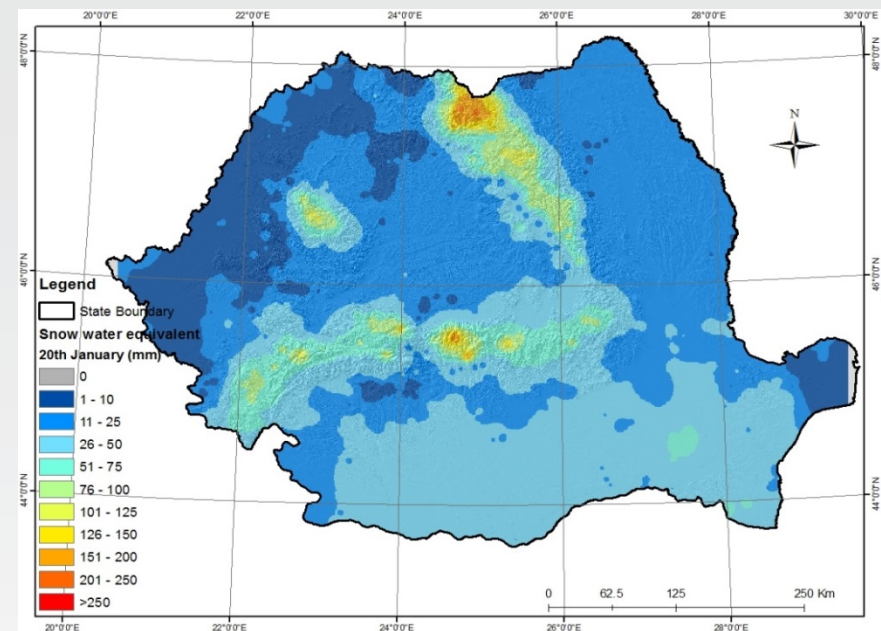 20°0'0"E 22°0'0"E 24°0'0"E 26°0'0"E 28°0'0"E 30°0'0"E
48°0'0"N 48°0'0"N
N
46°0'0"N 46°0'0"N
44°0'0"N 44°0'0"N
Legend
State Boundary
Snow water equivalent
20th January (mm)
0
1 - 10
11 - 25
26 - 50
51 - 75
76 - 100
101 - 125
126 - 150
151 - 200
201 - 250
>250
0 62.5 125 250 Km
20°0'0"E 22°0'0"E 24°0'0"E 26°0'0"E 28°0'0"E